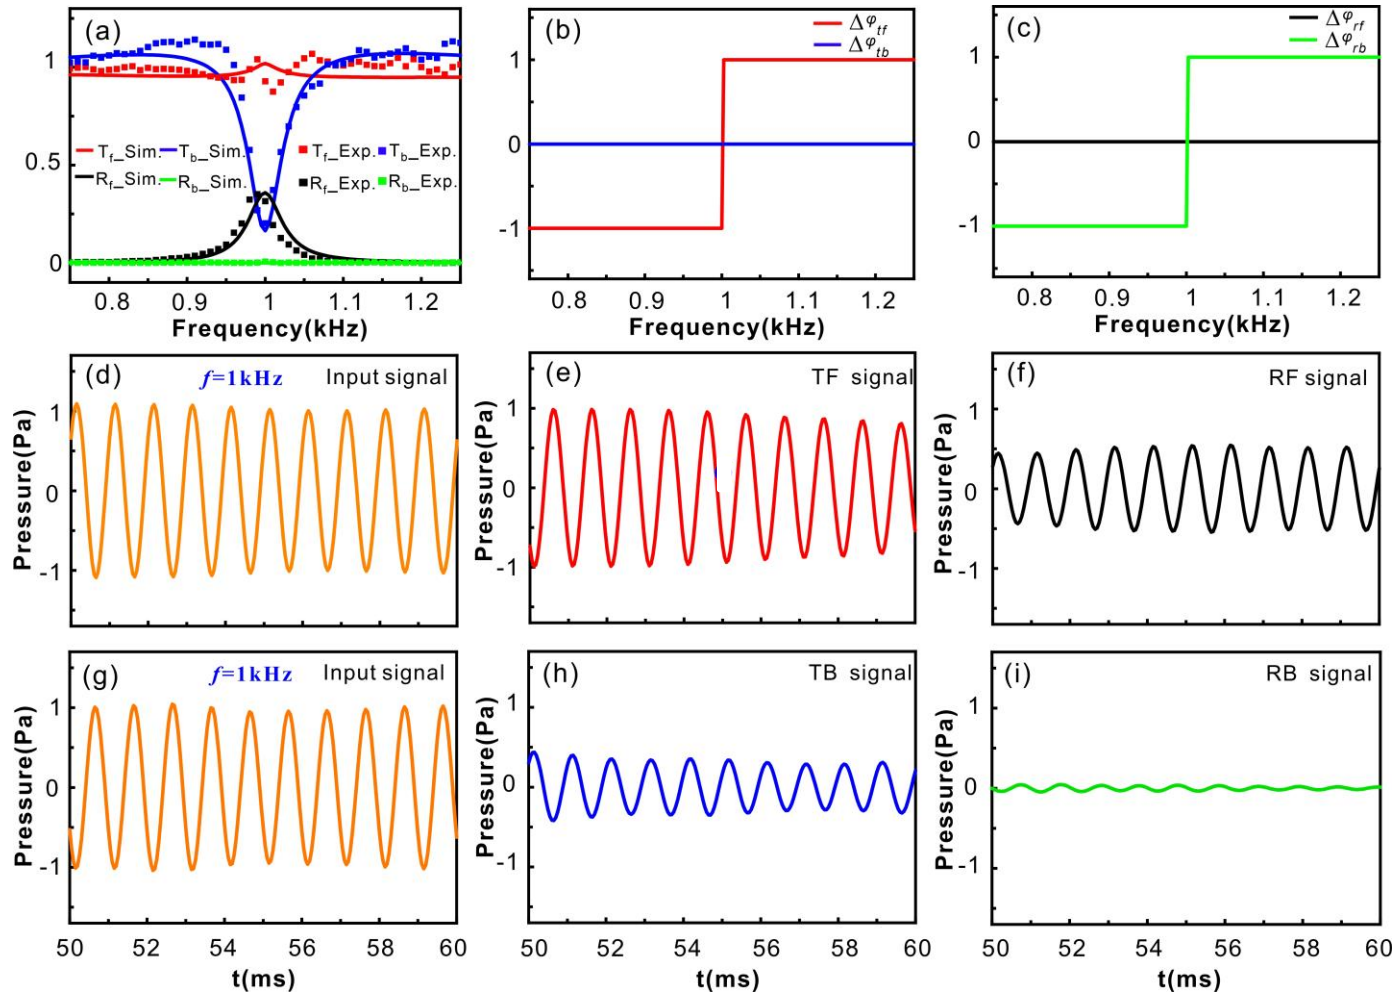 (a)
1
0.5
0
T_f_Sim. T_b_Sim. T_f_Exp. T_b_Exp.
R_f_Sim. R_b_Sim. R_f_Exp. R_b_Exp.
0.8 0.9 1 1.1 1.2
Frequency(kHz)
(b)
Δφ_tf
Δφ_tb
1
0
-1
0.8 0.9 1 1.1 1.2
Frequency(kHz)
(c)
Δφ_rf
Δφ_rb
1
0
-1
0.8 0.9 1 1.1 1.2
Frequency(kHz)
(d) f=1kHz Input signal
Pressure(Pa)
1
0
-1
(e) TF signal
Pressure(Pa)
1
0
-1
(f) RF signal
Pressure(Pa)
1
0
-1
(g) f=1kHz Input signal
Pressure(Pa)
1
0
-1
50 52 54 56 58 60
t(ms)
(h) TB signal
Pressure(Pa)
1
0
-1
50 52 54 56 58 60
t(ms)
(i) RB signal
Pressure(Pa)
1
0
-1
50 52 54 56 58 60
t(ms)